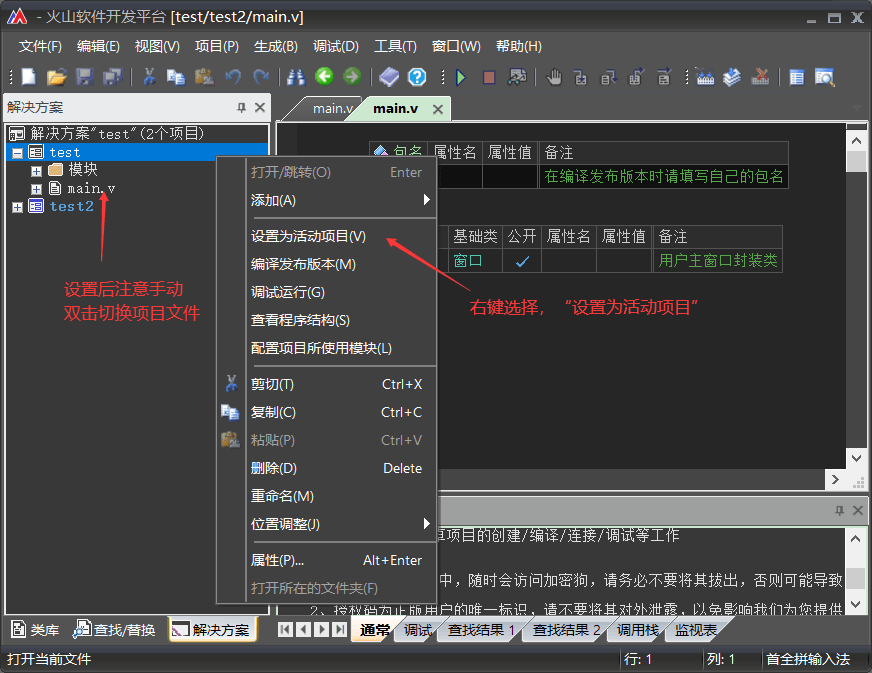 - 火山软件开发平台 [test/test2/main.v]
文件(F) 编辑(E) 视图(V) 项目(P) 生成(B) 调试(D) 工具(T) 窗口(W) 帮助(H)
解决方案
main.v
main.v
解决方案"test"(2个项目)
test
模块
main.v
test2
设置后注意手动
双击切换项目文件
包名 属性名 属性值 备注
在编译发布版本时请填写自己的包名
基础类 公开 属性名 属性值 备注
窗口 用户主窗口封装类
打开/跳转(O) Enter
添加(A)
设置为活动项目(V)
编译发布版本(M)
调试运行(G)
查看程序结构(S)
配置项目所使用模块(L)
剪切(T) Ctrl+X
复制(C) Ctrl+C
粘贴(P) Ctrl+V
删除(D) Delete
重命名(M)
位置调整(J)
属性(P)... Alt+Enter
打开所在的文件夹(F)
右键选择，“设置为活动项目”
项目的创建/编译/连接/调试等工作
中，随时会访问加密狗，请务必不要将其拔出，否则可能导致
2、授权码为正版用户的唯一标识，请不要将其对外泄露，以免影响我们为您提供
类库 查找/替换 解决方案
通常 调试 查找结果 1 查找结果 2 调用栈 监视表
打开当前文件
行: 1 列: 1 首全拼输入法